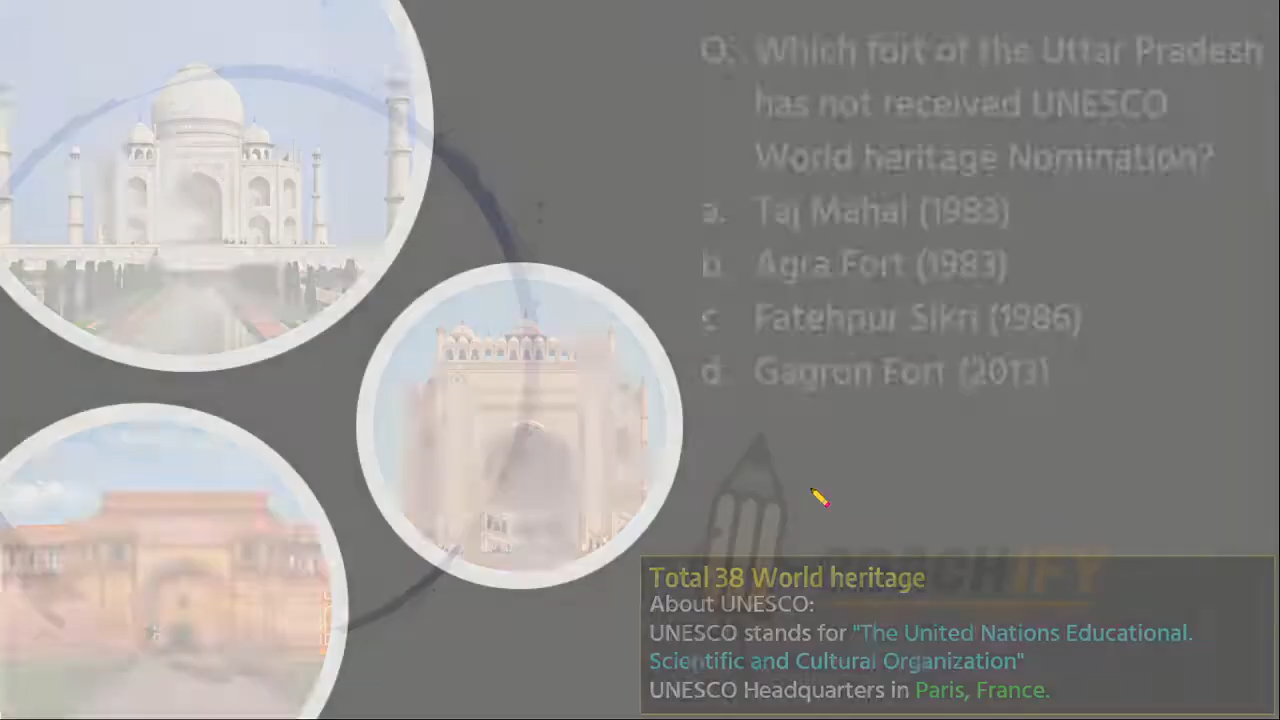 Q. Which fort of the Uttar Pradesh
has not received UNESCO
World heritage Nomination?
a. Taj Mahal (1983)
b. Agra Fort (1983)
c Fatehpur Sikri (1986)
d. Gagron Fort (2013)
Total 38 World heritage
About UNESCO:
UNESCO stands for "The United Nations Educational.
Scientific and Cultural Organization"
UNESCO Headquarters in Paris, France.